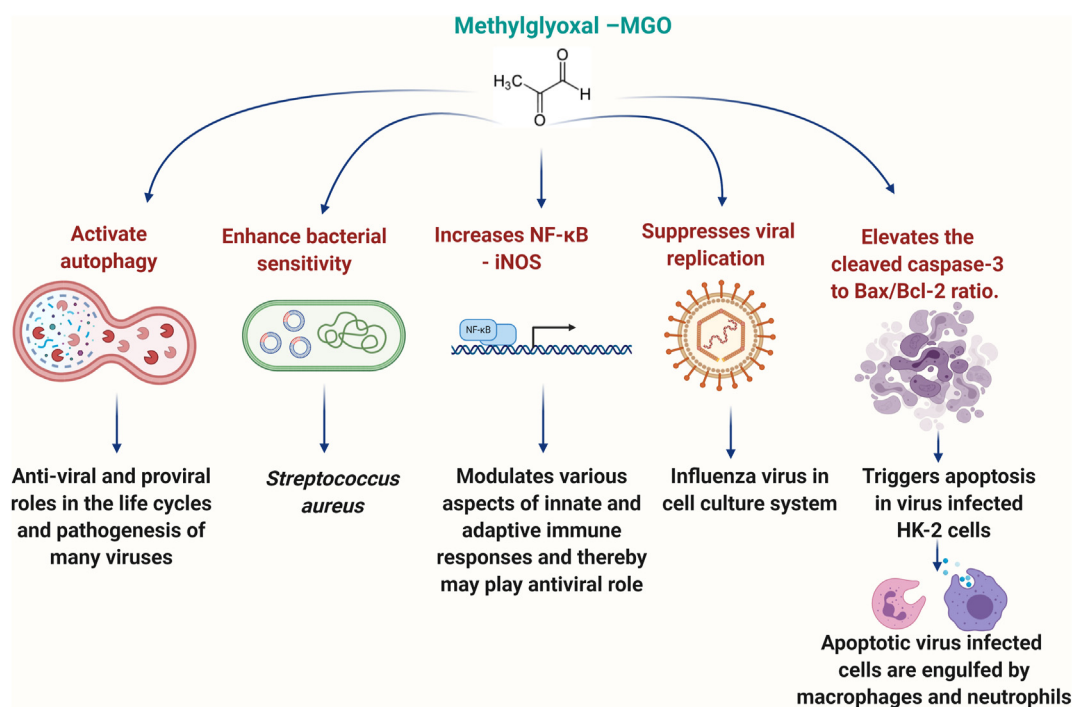 Methylglyoxal –MGO
H₃C
O
H
O
Activate
autophagy
Enhance bacterial
sensitivity
Increases NF-κB
- iNOS
Suppresses viral
replication
Elevates the
cleaved caspase-3
to Bax/Bcl-2 ratio.
NF-κB
Anti-viral and proviral
roles in the life cycles
and pathogenesis of
many viruses
Streptococcus
aureus
Modulates various
aspects of innate and
adaptive immune
responses and thereby
may play antiviral role
Influenza virus in
cell culture system
Triggers apoptosis
in virus infected
HK-2 cells
Apoptotic virus infected
cells are engulfed by
macrophages and neutrophils